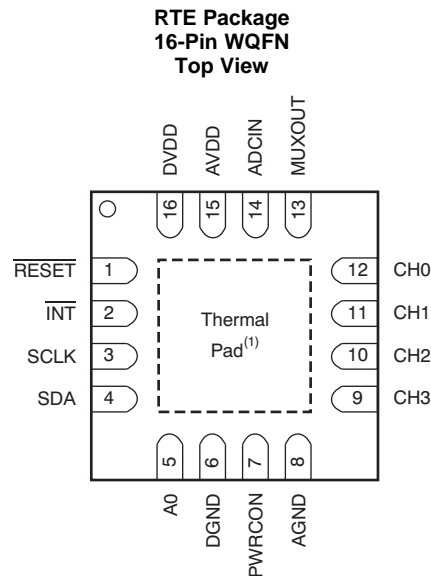 RTE Package
16-Pin WQFN
Top View
DVDD
AVDD
ADCIN
MUXOUT
16
15
14
13
RESET 1
12 CH0
INT 2
11 CH1
SCLK 3
10 CH2
SDA 4
9 CH3
Thermal
Pad(1)
5
6
7
8
A0
DGND
PWRCON
AGND